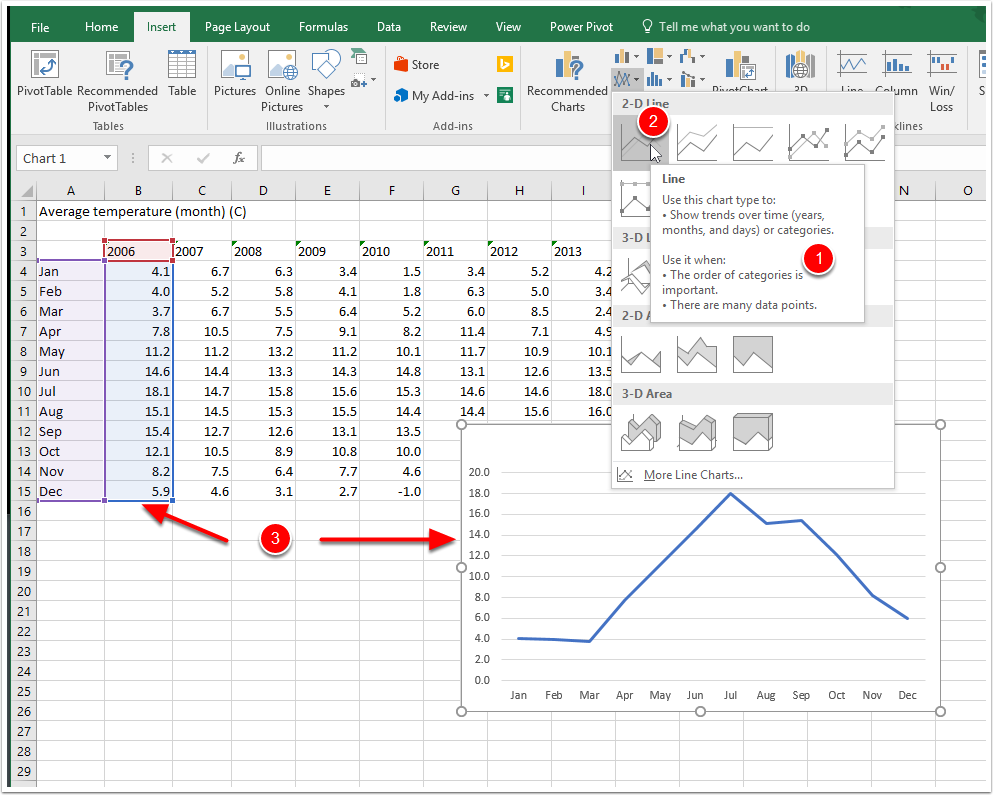 File Home Insert Page Layout Formulas Data Review View Power Pivot Tell me what you want to do
PivotTable Recommended PivotTables Table
Tables
Pictures Online Pictures Shapes
Illustrations
Store
My Add-ins
Add-ins
Recommended Charts
PivotChart 3D
Line Column Win/Loss
2-D Line
2
Line
Use this chart type to:
• Show trends over time (years,
months, and days) or categories.
Use it when:
• The order of categories is
important.
• There are many data points.
1
3-D
2-D A
3-D Area
More Line Charts...
Chart 1 fx
A B C D E F G H I N O
1 Average temperature (month) (C)
2
3 2006 2007 2008 2009 2010 2011 2012 2013
4 Jan 4.1 6.7 6.3 3.4 1.5 3.4 5.2 4.2
5 Feb 4.0 5.2 5.8 4.1 1.8 6.3 5.0 3.4
6 Mar 3.7 6.7 5.5 6.4 5.2 6.0 8.5 2.4
7 Apr 7.8 10.5 7.5 9.1 8.2 11.4 7.1 4.9
8 May 11.2 11.2 13.2 11.2 10.1 11.7 10.9 10.1
9 Jun 14.6 14.4 13.3 14.3 14.8 13.1 12.6 13.5
10 Jul 18.1 14.7 15.8 15.6 15.3 14.6 14.6 18.0
11 Aug 15.1 14.5 15.3 15.5 14.4 14.4 15.6 16.0
12 Sep 15.4 12.7 12.6 13.1 13.5
13 Oct 12.1 10.5 8.9 10.8 10.0
14 Nov 8.2 7.5 6.4 7.7 4.6
15 Dec 5.9 4.6 3.1 2.7 -1.0
16
17
18
19
20
21
22
23
24
25
26
27
28
29
3
20.0
18.0
16.0
14.0
12.0
10.0
8.0
6.0
4.0
2.0
0.0
Jan Feb Mar Apr May Jun Jul Aug Sep Oct Nov Dec